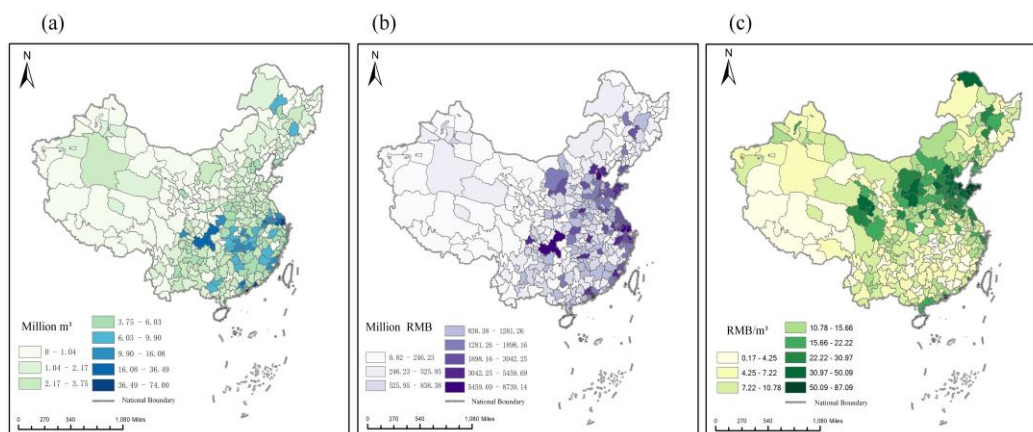 (a)
N
Million m³
0 - 1.04
1.04 - 2.17
2.17 - 3.75
3.75 - 6.03
6.03 - 9.90
9.90 - 16.08
16.08 - 36.49
36.49 - 74.00
National Boundary
0 270 540 1,080 Miles
(b)
N
Million RMB
0.82 - 246.23
246.23 - 525.95
525.95 - 838.38
838.38 - 1281.26
1281.26 - 1898.16
1898.16 - 3042.25
3042.25 - 5459.69
5459.69 - 8739.14
National Boundary
0 270 540 1,080 Miles
(c)
N
RMB/m³
0.17 - 4.25
4.25 - 7.22
7.22 - 10.78
10.78 - 15.66
15.66 - 22.22
22.22 - 30.97
30.97 - 50.09
50.09 - 87.09
National Boundary
0 270 540 1,080 Miles